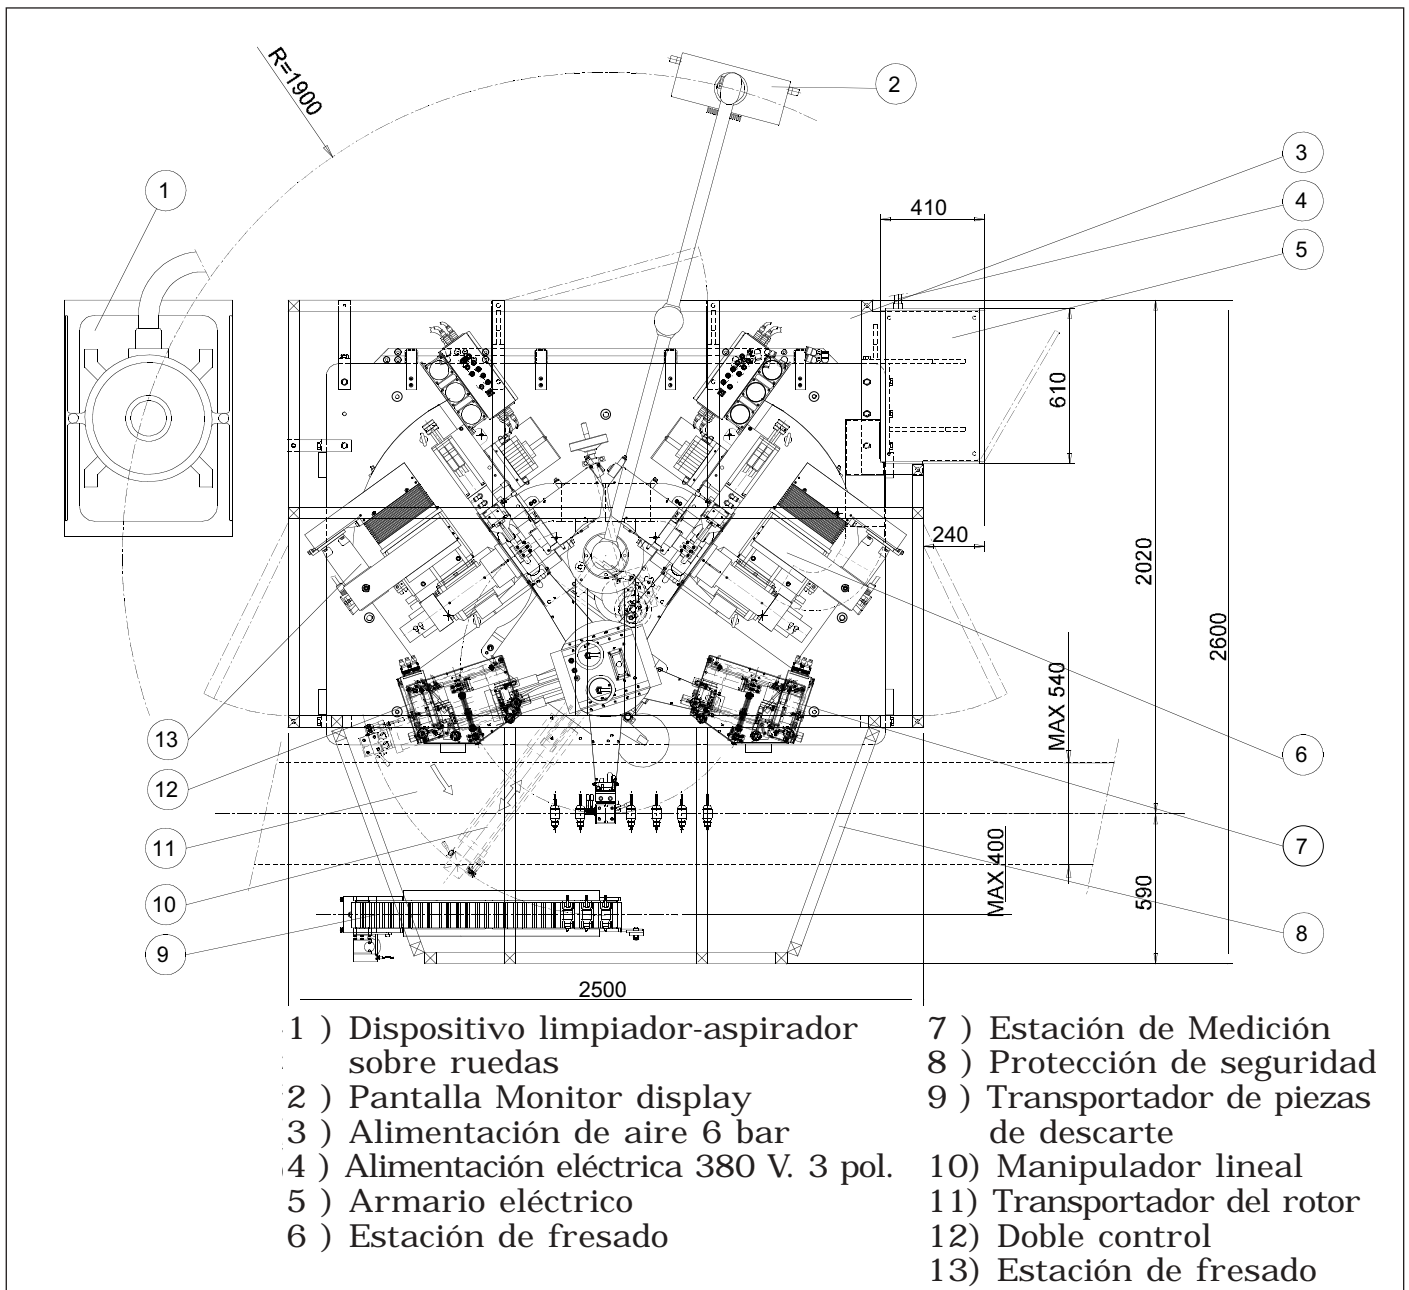 R=1900
2
3
1
4
410
5
610
240
2020
2600
MAX 540
13
6
12
11
7
MAX 400
10
590
8
9
2500
1 ) Dispositivo limpiador-aspirador
sobre ruedas
2 ) Pantalla Monitor display
3 ) Alimentación de aire 6 bar
4 ) Alimentación eléctrica 380 V. 3 pol.
5 ) Armario eléctrico
6 ) Estación de fresado
7 ) Estación de Medición
8 ) Protección de seguridad
9 ) Transportador de piezas
de descarte
10) Manipulador lineal
11) Transportador del rotor
12) Doble control
13) Estación de fresado